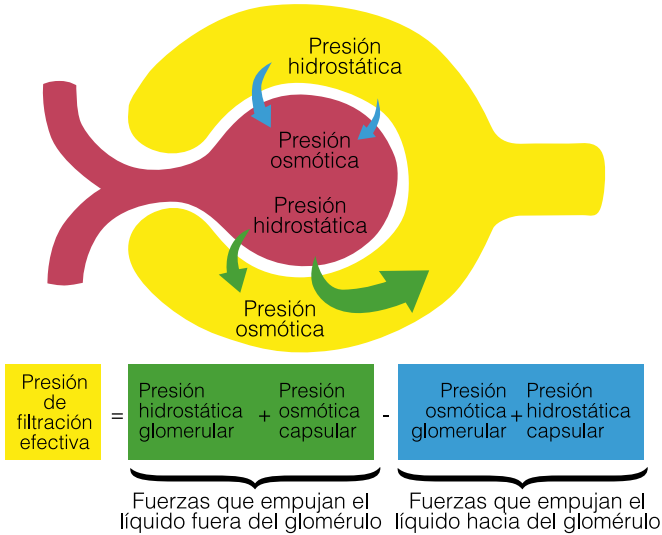 Presión
hidrostática
Presión
osmótica
Presión
hidrostática
Presión
osmótica
Presión
de
filtración
efectiva
=
Presión
hidrostática
glomerular
+
Presión
osmótica
capsular
-
Presión
osmótica
glomerular
+
Presión
hidrostática
capsular
Fuerzas que empujan el
líquido fuera del glomérulo
Fuerzas que empujan el
líquido hacia del glomérulo